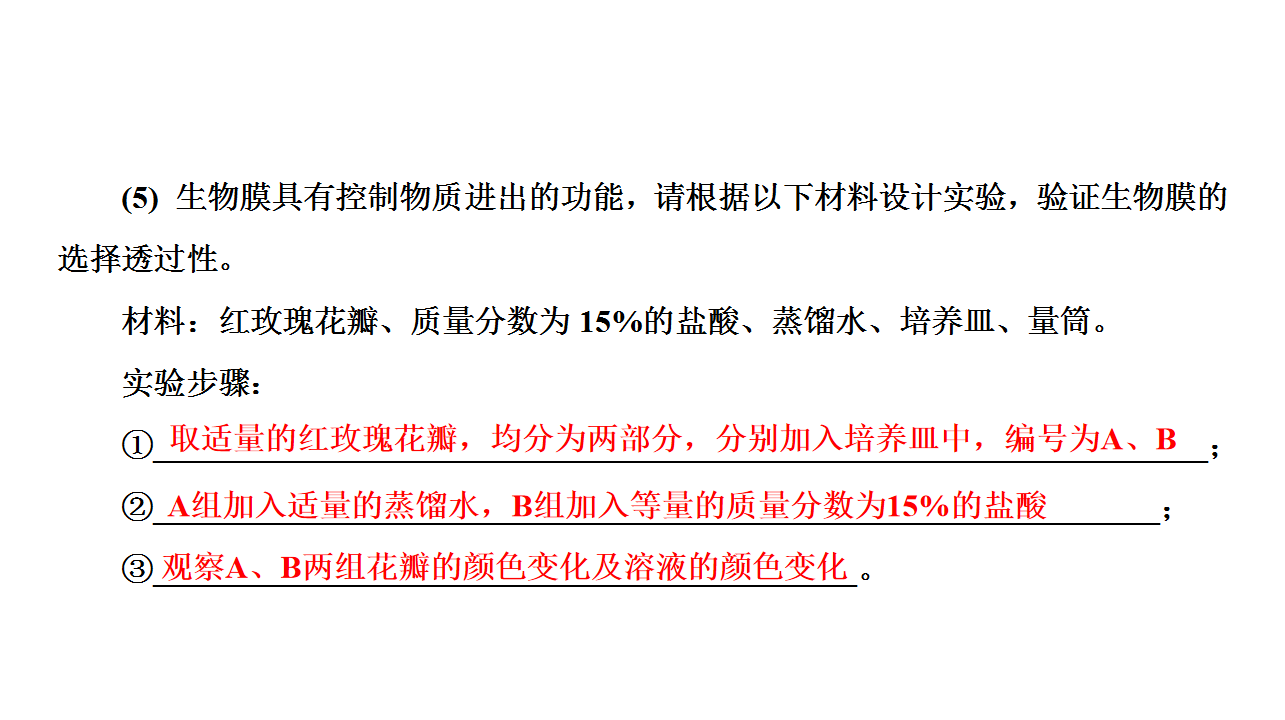 (5) 生物膜具有控制物质进出的功能，请根据以下材料设计实验，验证生物膜的
选择透过性。
材料：红玫瑰花瓣、质量分数为 15%的盐酸、蒸馏水、培养皿、量筒。
实验步骤：
①取适量的红玫瑰花瓣，均分为两部分，分别加入培养皿中，编号为A、B；
②A组加入适量的蒸馏水，B组加入等量的质量分数为15%的盐酸；
③观察A、B两组花瓣的颜色变化及溶液的颜色变化。